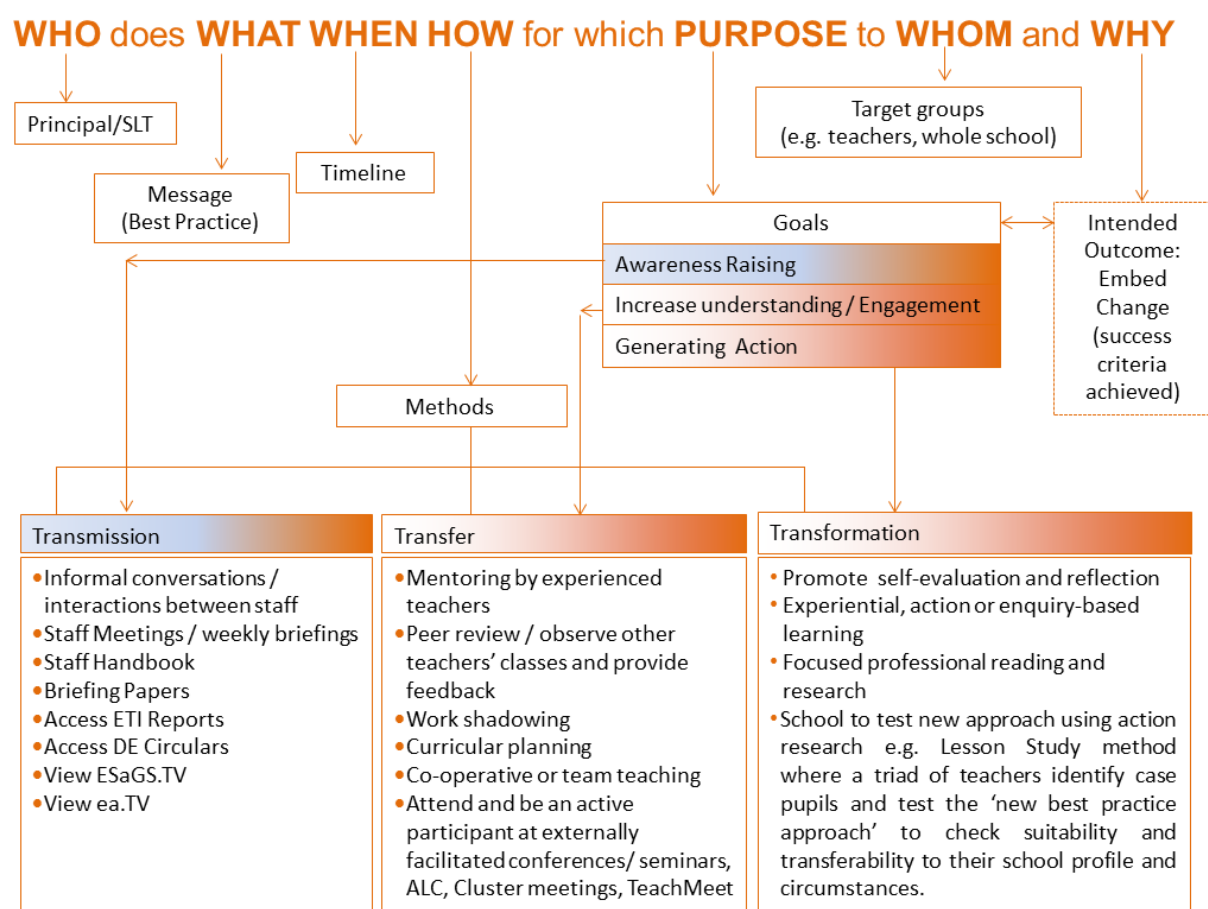 WHO does WHAT WHEN HOW for which PURPOSE to WHOM and WHY
Principal/SLT
Message
(Best Practice)
Timeline
Target groups
(e.g. teachers, whole school)
Goals
Awareness Raising
Increase understanding / Engagement
Generating Action
Intended
Outcome:
Embed
Change
(success
criteria
achieved)
Methods
Transmission
•Informal conversations /
interactions between staff
•Staff Meetings / weekly briefings
•Staff Handbook
•Briefing Papers
•Access ETI Reports
•Access DE Circulars
•View ESaGS.TV
•View ea.TV
Transfer
•Mentoring by experienced
teachers
•Peer review / observe other
teachers’ classes and provide
feedback
•Work shadowing
•Curricular planning
•Co-operative or team teaching
•Attend and be an active
participant at externally
facilitated conferences/ seminars,
ALC, Cluster meetings, TeachMeet
Transformation
• Promote self-evaluation and reflection
• Experiential, action or enquiry-based
learning
• Focused professional reading and
research
• School to test new approach using action
research e.g. Lesson Study method
where a triad of teachers identify case
pupils and test the ‘new best practice
approach’ to check suitability and
transferability to their school profile and
circumstances.